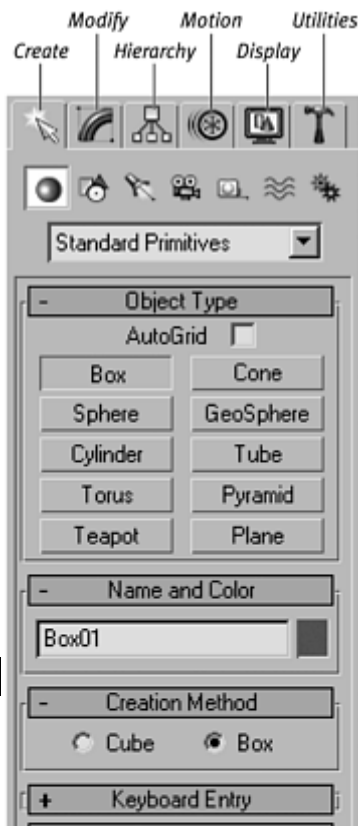 Modify Motion Utilities
Create Hierarchy Display
Standard Primitives
- Object Type
AutoGrid
Box Cone
Sphere GeoSphere
Cylinder Tube
Torus Pyramid
Teapot Plane
- Name and Color
Box01
- Creation Method
Cube Box
+ Keyboard Entry